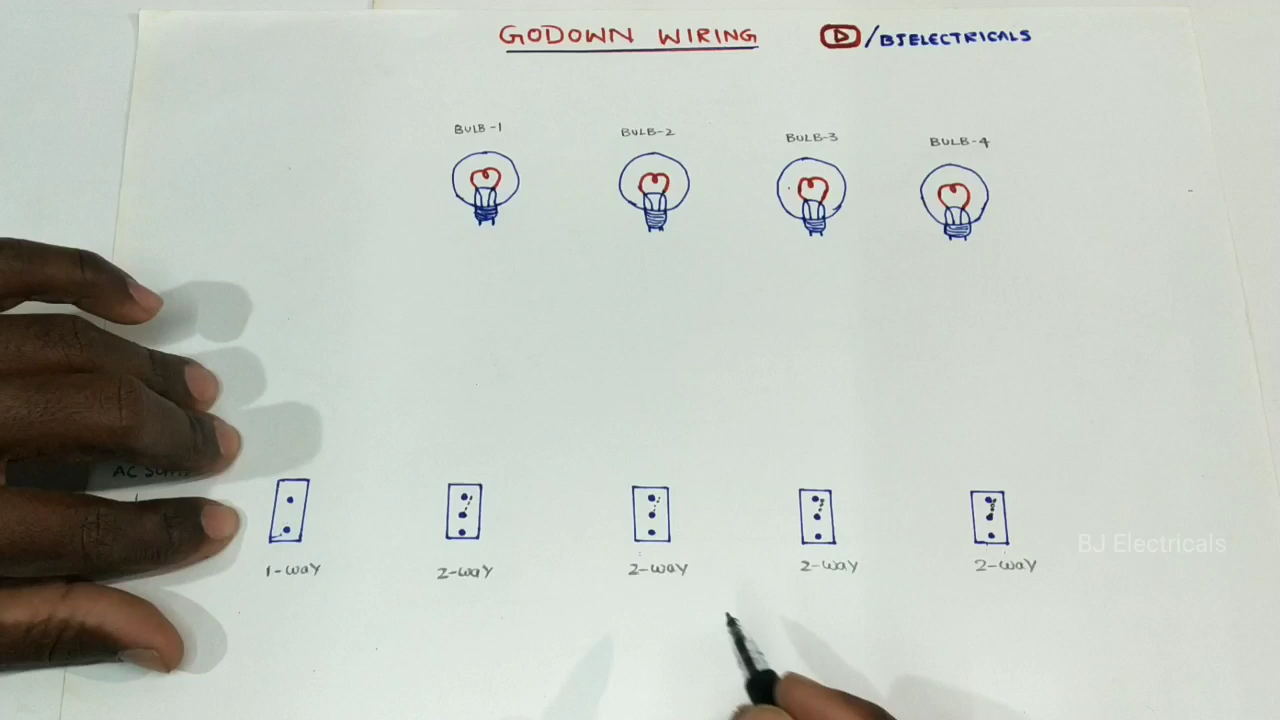 GODOWN WIRING
/BJELECTRICALS
BULB-1
BULB-2
BULB-3
BULB-4
AC
1-way
2-way
2-way
2-way
2-way
BJ Electricals